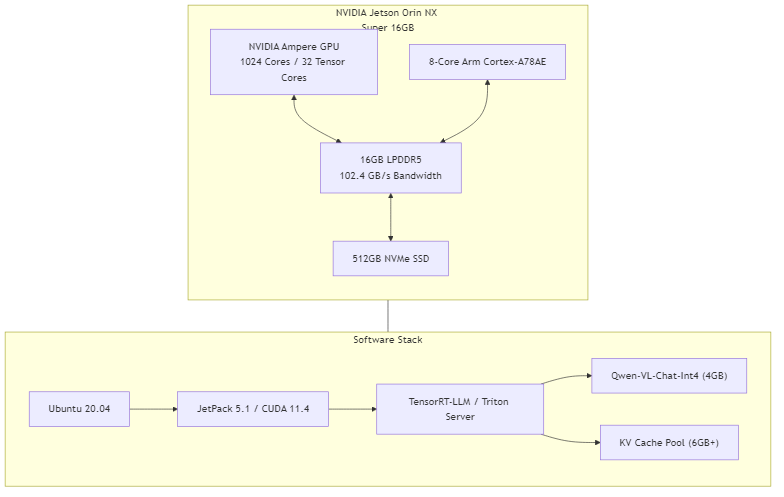 NVIDIA Jetson Orin NX
Super 16GB
NVIDIA Ampere GPU
1024 Cores / 32 Tensor
Cores
8-Core Arm Cortex-A78AE
16GB LPDDR5
102.4 GB/s Bandwidth
512GB NVMe SSD
Software Stack
Ubuntu 20.04
JetPack 5.1 / CUDA 11.4
TensorRT-LLM / Triton
Server
Qwen-VL-Chat-Int4 (4GB)
KV Cache Pool (6GB+)